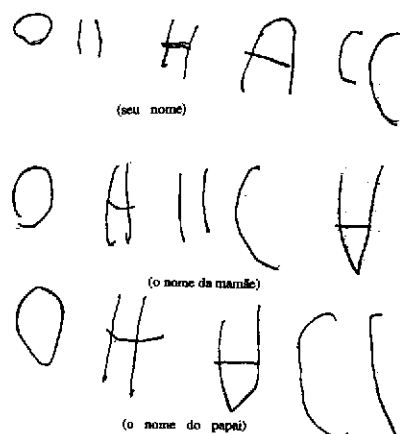 O I I H A C C
(seu nome)
O H I I C ∀
(o nome da mamãe)
O H ∀ C C
(o nome do papai)